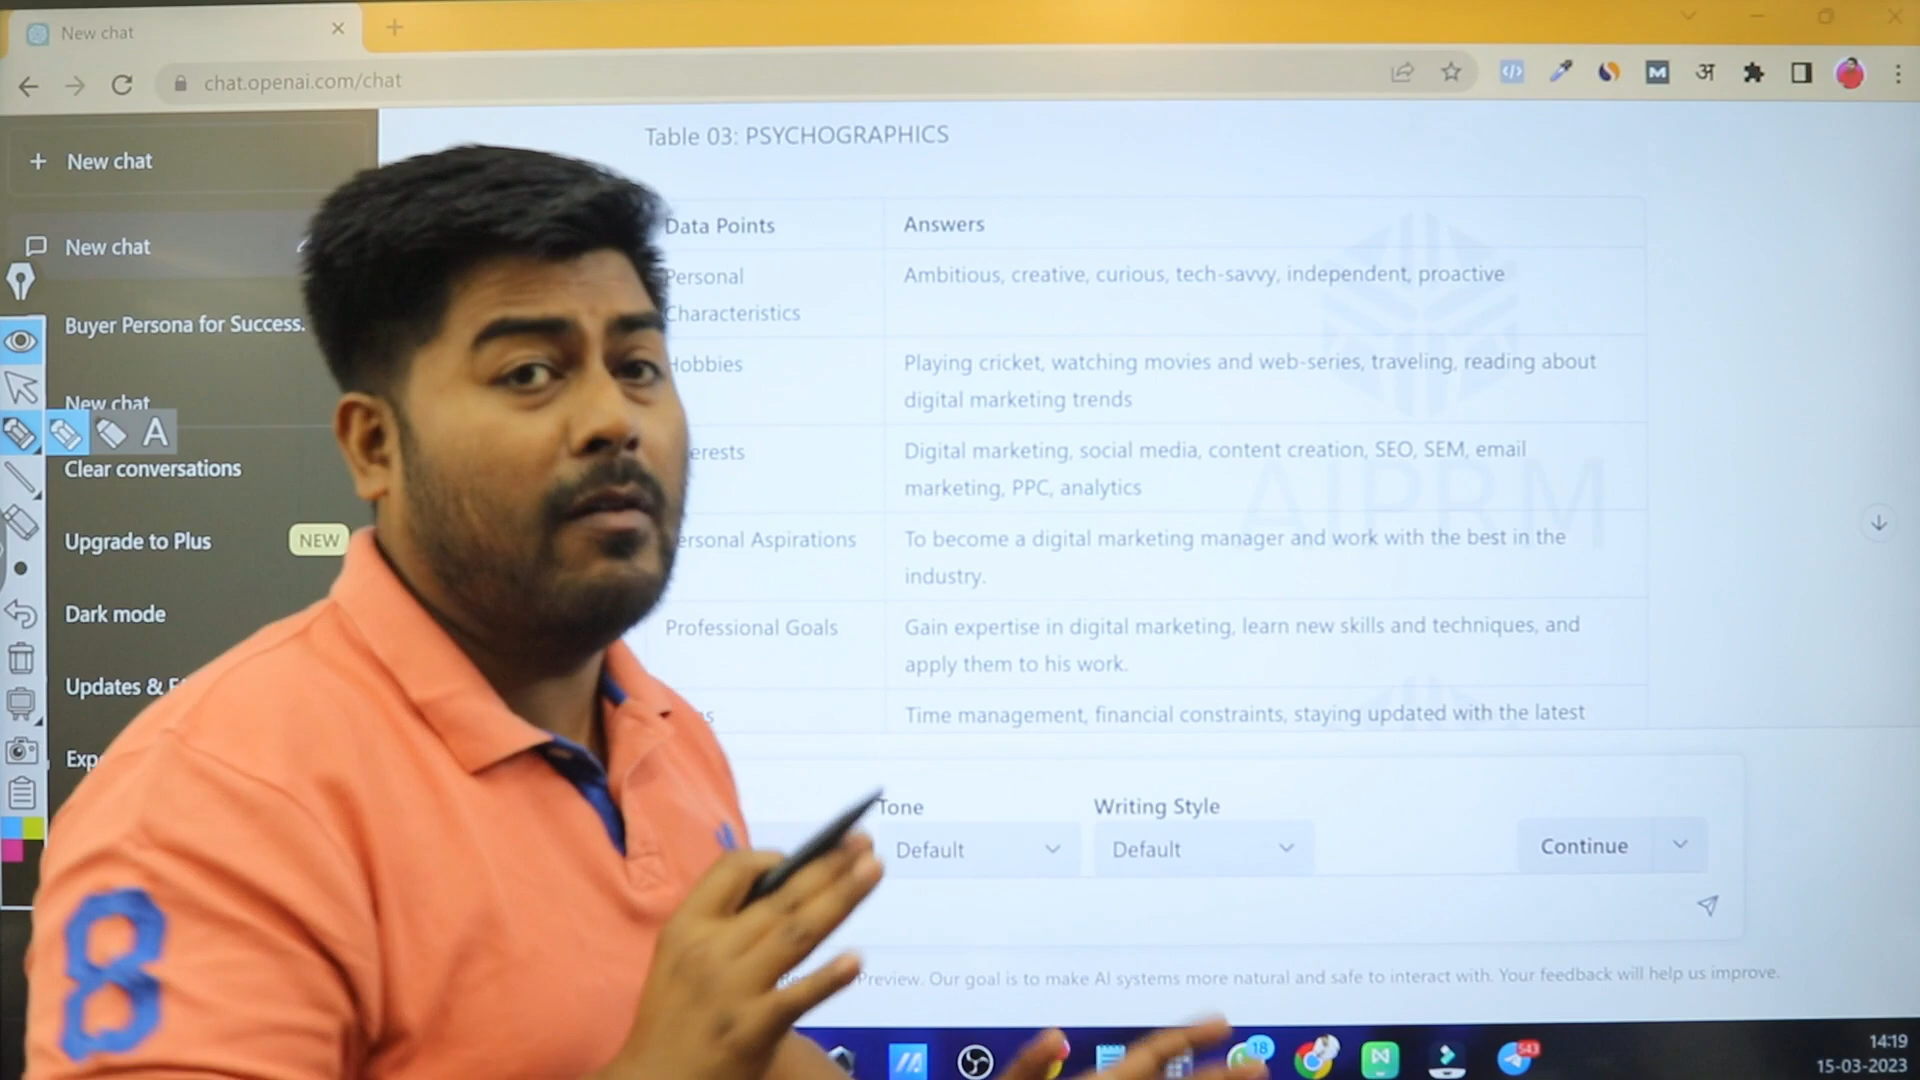 New chat
chat.openai.com/chat
अ
New chat
New chat
Buyer Persona for Success.
New chat
A
Clear conversations
Upgrade to Plus
NEW
Dark mode
Updates &
Table 03: PSYCHOGRAPHICS
Data Points
Answers
Personal
Characteristics
Ambitious, creative, curious, tech-savvy, independent, proactive
Hobbies
Playing cricket, watching movies and web-series, traveling, reading about
digital marketing trends
erests
Digital marketing, social media, content creation, SEO, SEM, email
marketing, PPC, analytics
ersonal Aspirations
To become a digital marketing manager and work with the best in the
industry.
Professional Goals
Gain expertise in digital marketing, learn new skills and techniques, and
apply them to his work.
Time management, financial constraints, staying updated with the latest
AIPRM
Tone
Default
Writing Style
Default
Continue
Preview. Our goal is to make AI systems more natural and safe to interact with. Your feedback will help us improve.
8
18
543
14:19
15-03-2023